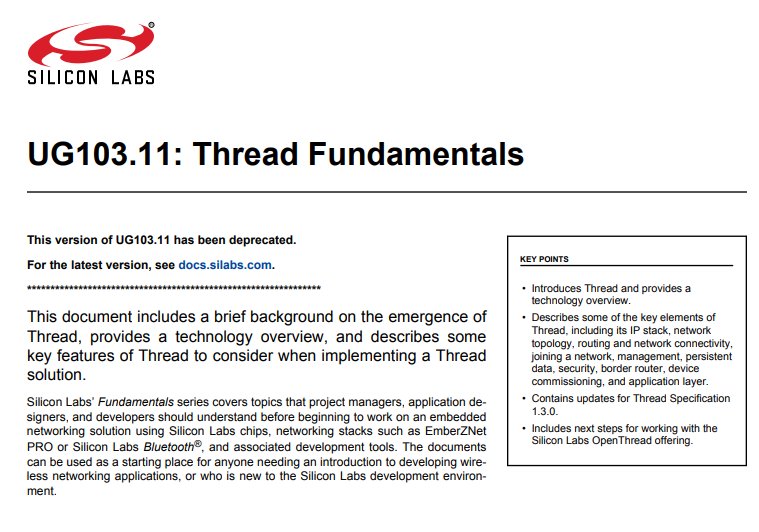 SILICON LABS
UG103.11: Thread Fundamentals
This version of UG103.11 has been deprecated.
For the latest version, see docs.silabs.com.
****************************************************************
This document includes a brief background on the emergence of
Thread, provides a technology overview, and describes some
key features of Thread to consider when implementing a Thread
solution.
Silicon Labs' Fundamentals series covers topics that project managers, application de-
signers, and developers should understand before beginning to work on an embedded
networking solution using Silicon Labs chips, networking stacks such as EmberZNet
PRO or Silicon Labs Bluetooth®, and associated development tools. The documents
can be used as a starting place for anyone needing an introduction to developing wire-
less networking applications, or who is new to the Silicon Labs development environ-
ment.
KEY POINTS
• Introduces Thread and provides a
technology overview.
• Describes some of the key elements of
Thread, including its IP stack, network
topology, routing and network connectivity,
joining a network, management, persistent
data, security, border router, device
commissioning, and application layer.
• Contains updates for Thread Specification
1.3.0.
• Includes next steps for working with the
Silicon Labs OpenThread offering.